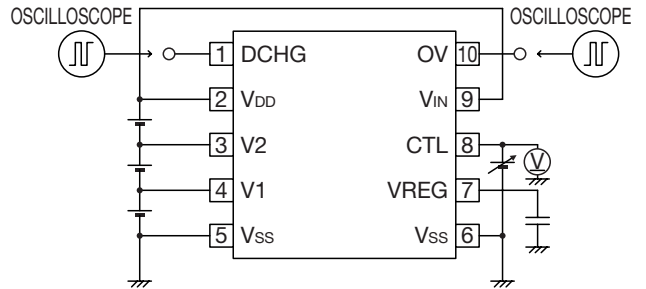 OSCILLOSCOPE OSCILLOSCOPE
1 DCHG OV 10
2 VDD VIN 9
3 V2 CTL 8 V
4 V1 VREG 7
5 VSS VSS 6